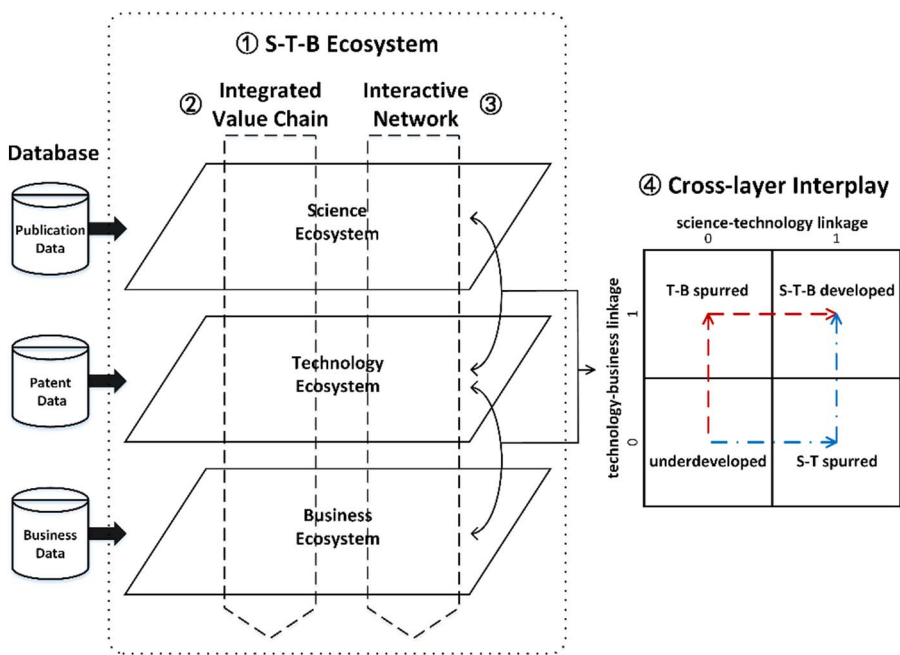 ① S-T-B Ecosystem
② Integrated Value Chain
Interactive Network ③
Database
Publication Data
Science Ecosystem
Patent Data
Technology Ecosystem
Business Data
Business Ecosystem
④ Cross-layer Interplay
science-technology linkage
0 1
technology-business linkage
1
0
T-B spurred
S-T-B developed
underdeveloped
S-T spurred